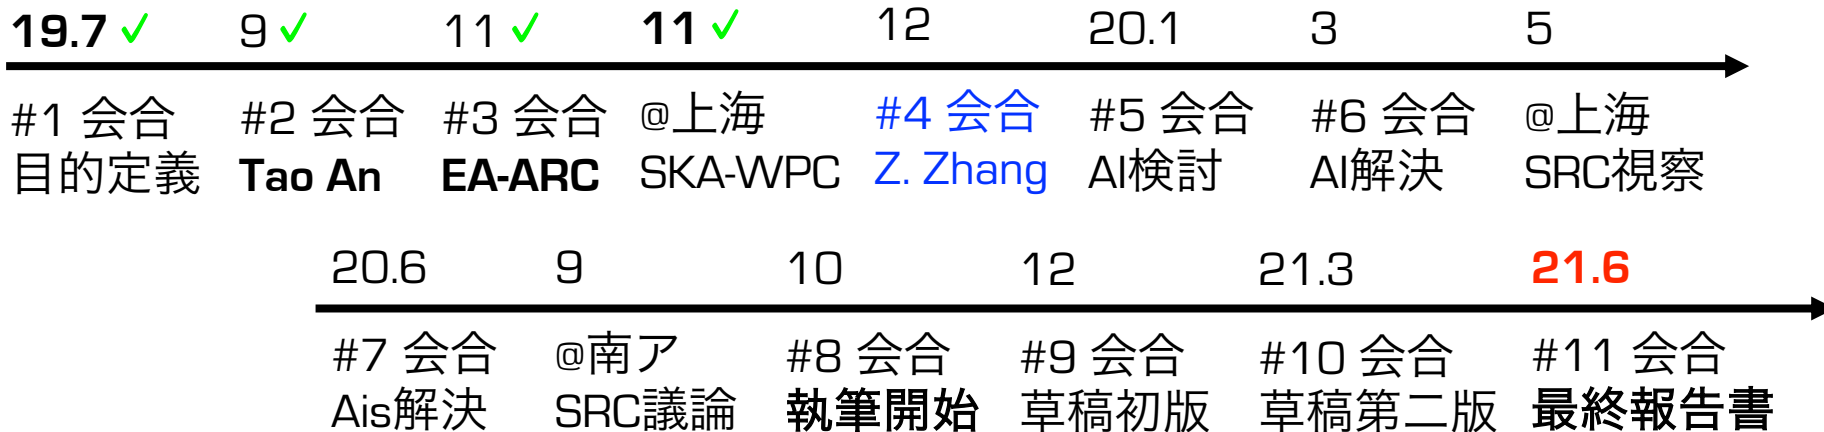 19.7 ✓ 9 ✓ 11 ✓ 11 ✓ 12 20.1 3 5
#1 会合 #2 会合 #3 会合 @上海 #4 会合 #5 会合 #6 会合 @上海
目的定義 Tao An EA-ARC SKA-WPC Z. Zhang AI検討 AI解決 SRC視察
20.6 9 10 12 21.3 21.6
#7 会合 @南ア #8 会合 #9 会合 #10 会合 #11 会合
Ais解決 SRC議論 執筆開始 草稿初版 草稿第二版 最終報告書